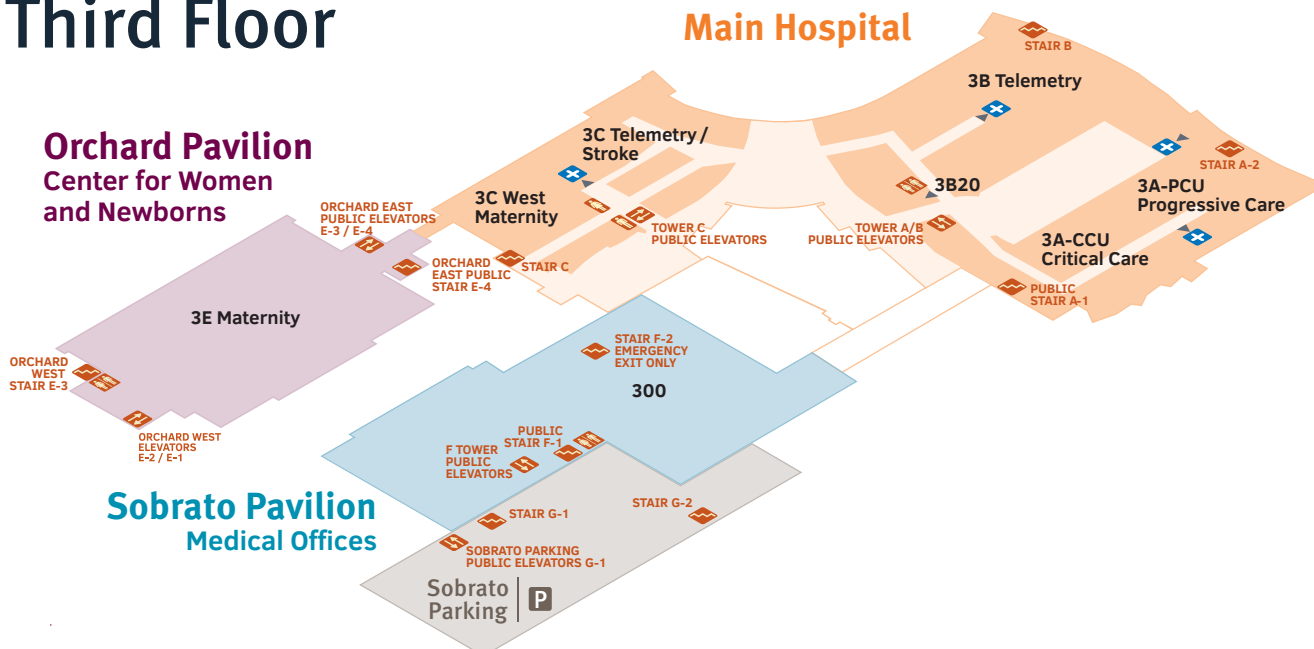 Third Floor
Main Hospital
STAIR B
3B Telemetry
Orchard Pavilion
Center for Women
and Newborns
3C Telemetry /
Stroke
STAIR A-2
3A-PCU
Progressive Care
3B20
3C West
Maternity
ORCHARD EAST
PUBLIC ELEVATORS
E-3 / E-4
TOWER C
PUBLIC ELEVATORS
TOWER A/B
PUBLIC ELEVATORS
3A-CCU
Critical Care
ORCHARD
EAST PUBLIC
STAIR E-4
STAIR C
PUBLIC
STAIR A-1
3E Maternity
STAIR F-2
EMERGENCY
EXIT ONLY
ORCHARD
WEST
STAIR E-3
300
ORCHARD WEST
ELEVATORS
E-2 / E-1
PUBLIC
STAIR F-1
F TOWER
PUBLIC
ELEVATORS
Sobrato Pavilion
Medical Offices
STAIR G-2
STAIR G-1
SOBRATO PARKING
PUBLIC ELEVATORS G-1
Sobrato
Parking
P